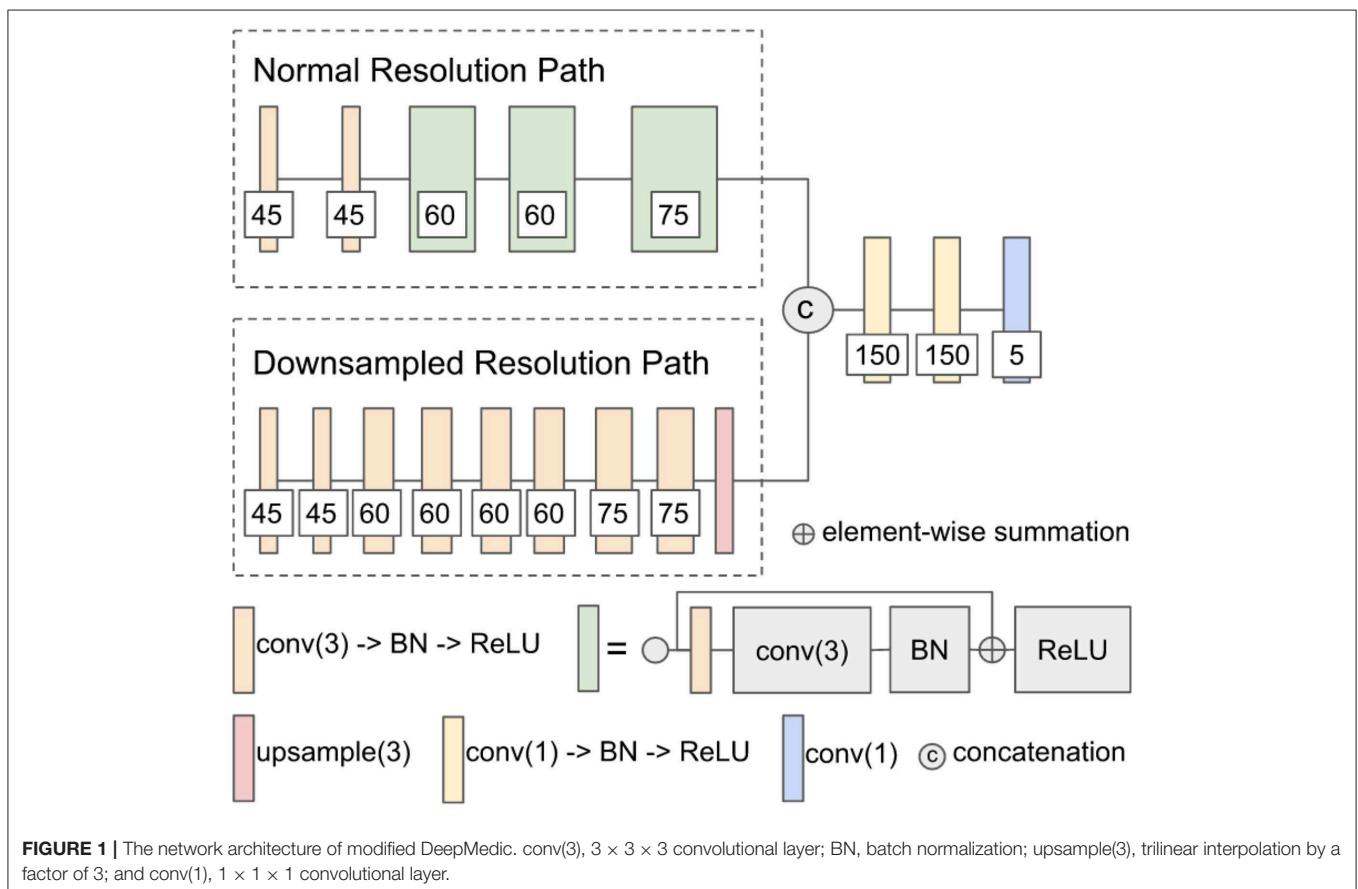 Normal Resolution Path
45 45 60 60 75
C
150 150 5
Downsampled Resolution Path
45 45 60 60 60 60 75 75
⊕ element-wise summation
conv(3) -> BN -> ReLU = conv(3) BN ⊕ ReLU
upsample(3) conv(1) -> BN -> ReLU conv(1) c concatenation
FIGURE 1 | The network architecture of modified DeepMedic. conv(3), 3 × 3 × 3 convolutional layer; BN, batch normalization; upsample(3), trilinear interpolation by a
factor of 3; and conv(1), 1 × 1 × 1 convolutional layer.